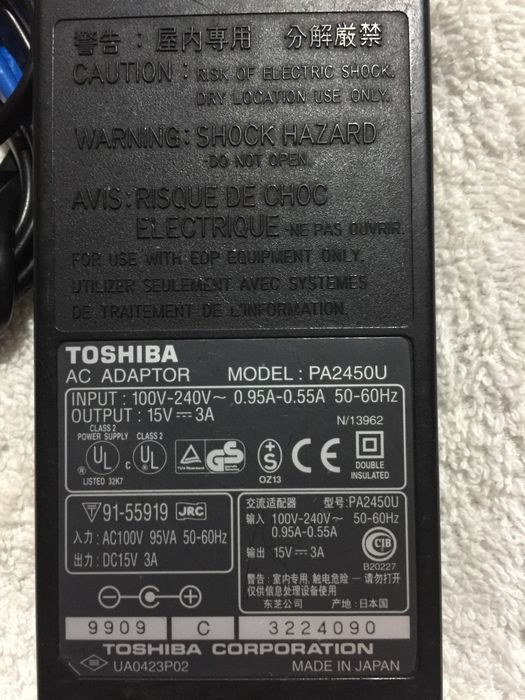 警告：屋内専用 分解厳禁
CAUTION: RISK OF ELECTRIC SHOCK.
DRY LOCATION USE ONLY.
WARNING: SHOCK HAZARD
-DO NOT OPEN.
AVIS: RISQUE DE CHOC
ELECTRIQUE -NE PAS OUVRIR.
FOR USE WITH EDP EQUIPMENT ONLY.
UTILIZER SEULEMENT AVEC SYSTEMES
DE TRAITEMENT DE L'INFORMATION.
TOSHIBA
AC ADAPTOR MODEL: PA2450U
INPUT : 100V-240V～ 0.95A-0.55A 50-60Hz
OUTPUT : 15V⎓3A
N/13962
CLASS 2
POWER SUPPLY
UL
LISTED 32K7
CLASS 2
C UL
TÜV Rheinland
GS
S
OZ13
CE
DOUBLE
INSULATED
▽91-55919 JRC
入力: AC100V 95VA 50-60Hz
出力: DC15V 3A
交流适配器 型号:PA2450U
输入 100V-240V～ 50-60Hz
0.95A-0.55A
输出 15V⎓3A
CJB
B20227
警告: 室内专用, 触电危险 — 请勿打开
仅供信息处理设备使用
东芝公司 产地: 日本国
9909 C 3224090
TOSHIBA CORPORATION
UA0423P02 MADE IN JAPAN